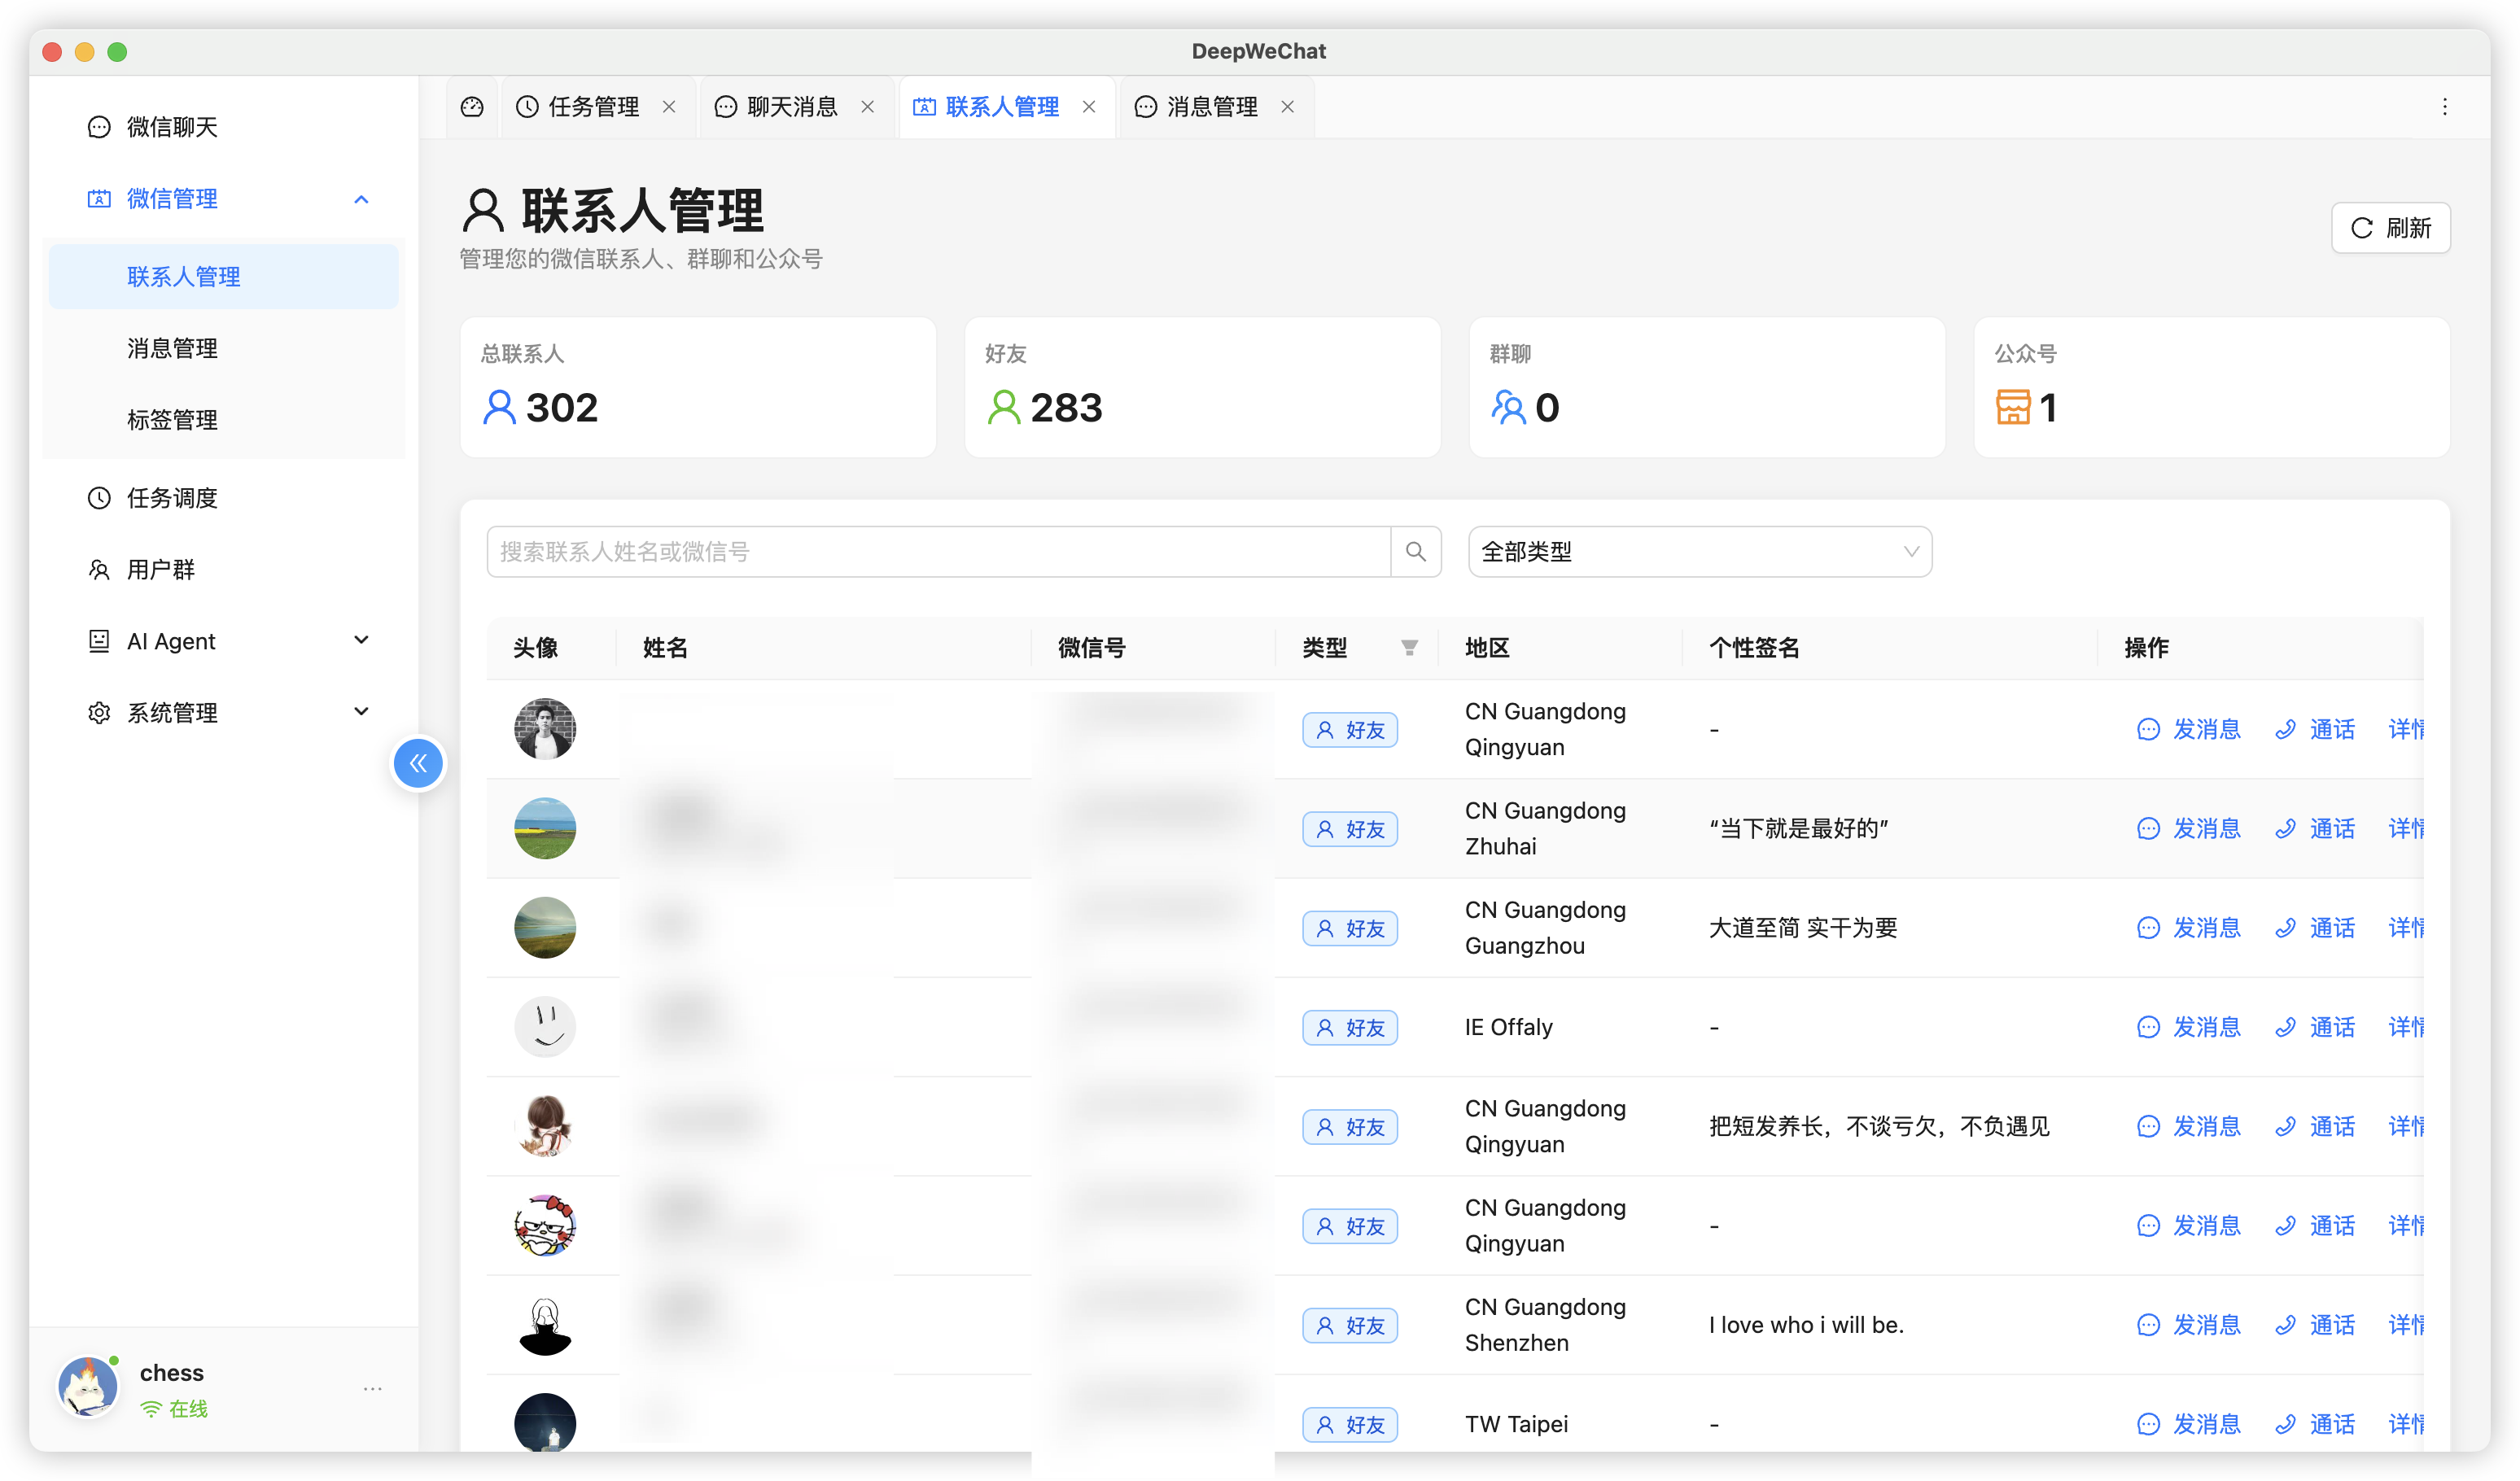 DeepWeChat
微信聊天
微信管理
联系人管理
消息管理
标签管理
任务调度
用户群
AI Agent
系统管理
chess
在线
任务管理
聊天消息
联系人管理
消息管理
联系人管理
管理您的微信联系人、群聊和公众号
刷新
总联系人
302
好友
283
群聊
0
公众号
1
搜索联系人姓名或微信号
全部类型
头像 姓名 微信号 类型 地区 个性签名 操作
好友 CN Guangdong Qingyuan - 发消息 通话 详情
好友 CN Guangdong Zhuhai “当下就是最好的” 发消息 通话 详情
好友 CN Guangdong Guangzhou 大道至简 实干为要 发消息 通话 详情
好友 IE Offaly - 发消息 通话 详情
好友 CN Guangdong Qingyuan 把短发养长，不谈亏欠，不负遇见 发消息 通话 详情
好友 CN Guangdong Qingyuan - 发消息 通话 详情
好友 CN Guangdong Shenzhen I love who i will be. 发消息 通话 详情
好友 TW Taipei - 发消息 通话 详情